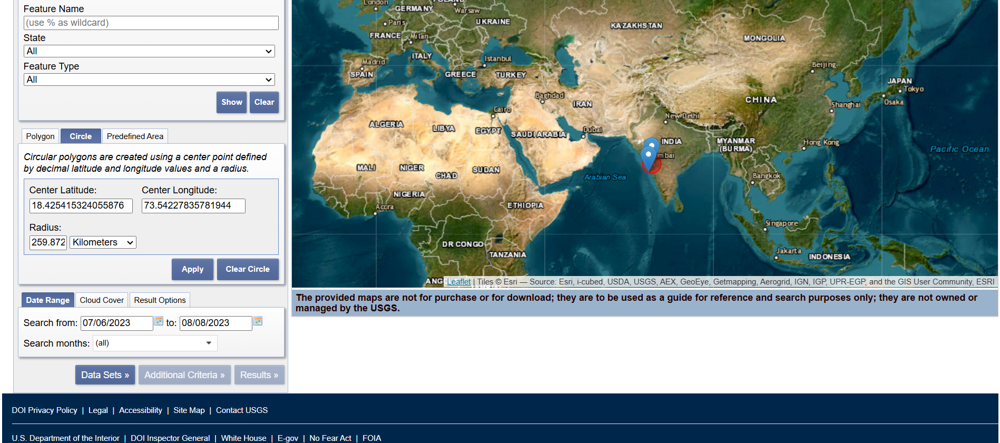 Feature Name
(use % as wildcard)
State
All
Feature Type
All
Show Clear
Polygon Circle Predefined Area
Circular polygons are created using a center point defined
by decimal latitude and longitude values and a radius.
Center Latitude: Center Longitude:
18.425415324055876 73.54227835781944
Radius:
259.872 Kilometers
Apply Clear Circle
Date Range Cloud Cover Result Options
Search from: 07/06/2023 to: 08/08/2023
Search months: (all)
Data Sets » Additional Criteria » Results »
London
GERMANY
Warsaw
Paris
UKRAINE
KAZAKHSTAN
FRANCE
Milan
MONGOLIA
ITALY
Istanbul
Madrid
Beijing
SPAIN
GREECE
TURKEY
JAPAN
Tokyo
Baghdad
IRAN
CHINA
Osaka
Shanghai
Cairo
New Delhi
ALGERIA
LIBYA
EGYPT
SAUDI ARABIA
Dubai
INDIA
MYANMAR
(BURMA)
Hong Kong
Pacific Ocean
mbai
MALI
NIGER
CHAD
SUDAN
Arabian Sea
Bangkok
NIGERIA
ETHIOPIA
Accra
Singapore
DR CONGO
TANZANIA
Jakarta
INDONESIA
ANG
Leaflet | Tiles © Esri — Source: Esri, i-cubed, USDA, USGS, AEX, GeoEye, Getmapping, Aerogrid, IGN, IGP, UPR-EGP, and the GIS User Community, ESRI
The provided maps are not for purchase or for download; they are to be used as a guide for reference and search purposes only; they are not owned or
managed by the USGS.
DOI Privacy Policy | Legal | Accessibility | Site Map | Contact USGS
U.S. Department of the Interior | DOI Inspector General | White House | E-gov | No Fear Act | FOIA